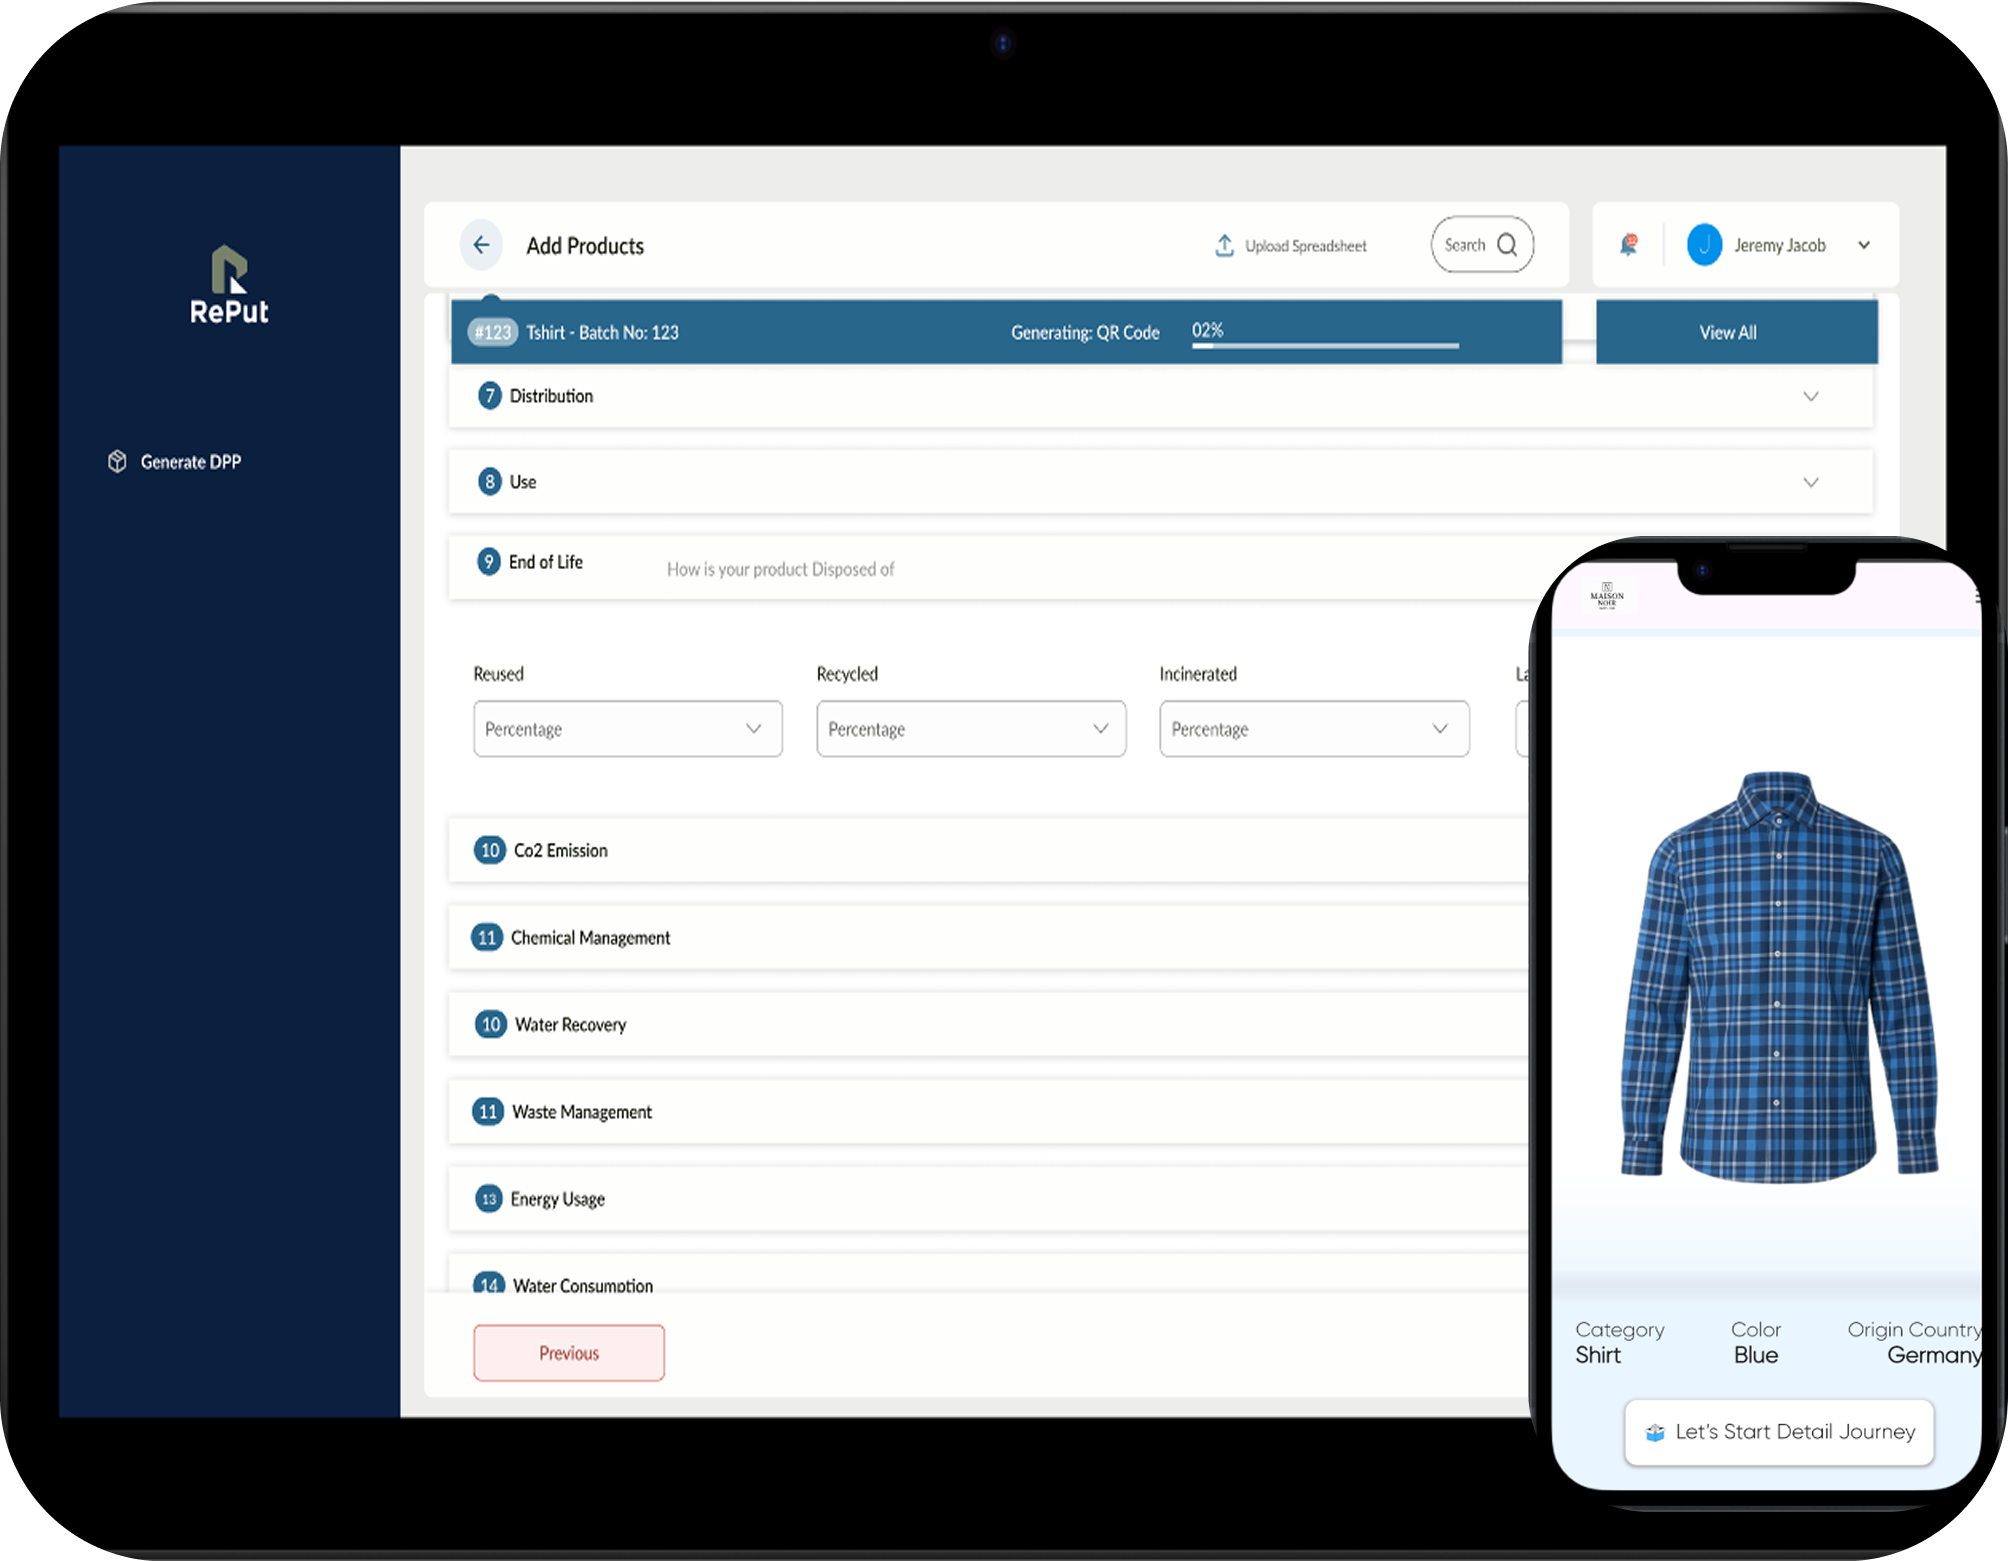 RePut
Generate DPP
Add Products
Upload Spreadsheet
Search
J
Jeremy Jacob
#123 Tshirt - Batch No: 123
Generating: QR Code
02%
View All
7 Distribution
8 Use
9 End of Life
How is your product Disposed of
Reused
Recycled
Incinerated
La
Percentage
Percentage
Percentage
10 Co2 Emission
11 Chemical Management
10 Water Recovery
11 Waste Management
13 Energy Usage
14 Water Consumption
Previous
MAISON
NOIR
Category
Shirt
Color
Blue
Origin Country
Germany
Let's Start Detail Journey